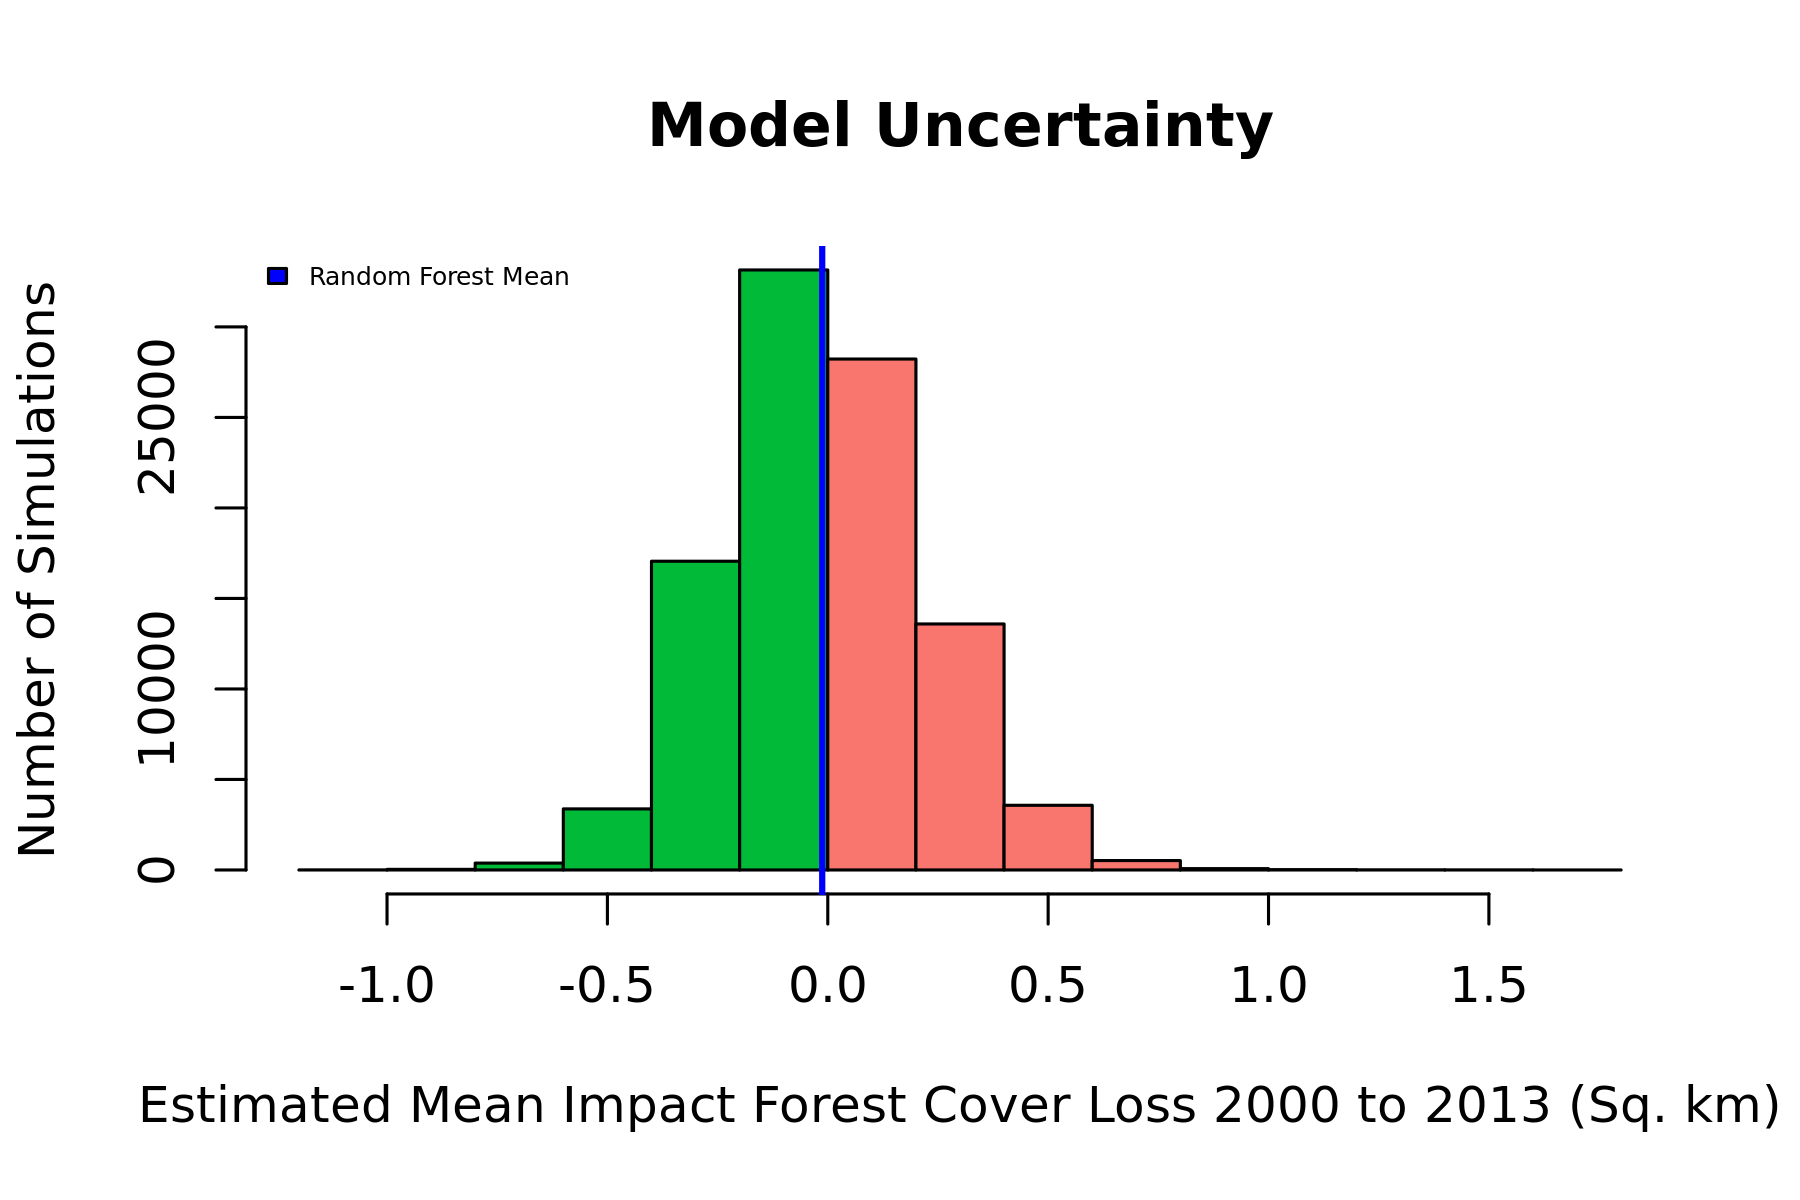 Model Uncertainty
Random Forest Mean
Number of Simulations
25000
10000
0
-1.0 -0.5 0.0 0.5 1.0 1.5
Estimated Mean Impact Forest Cover Loss 2000 to 2013 (Sq. km)